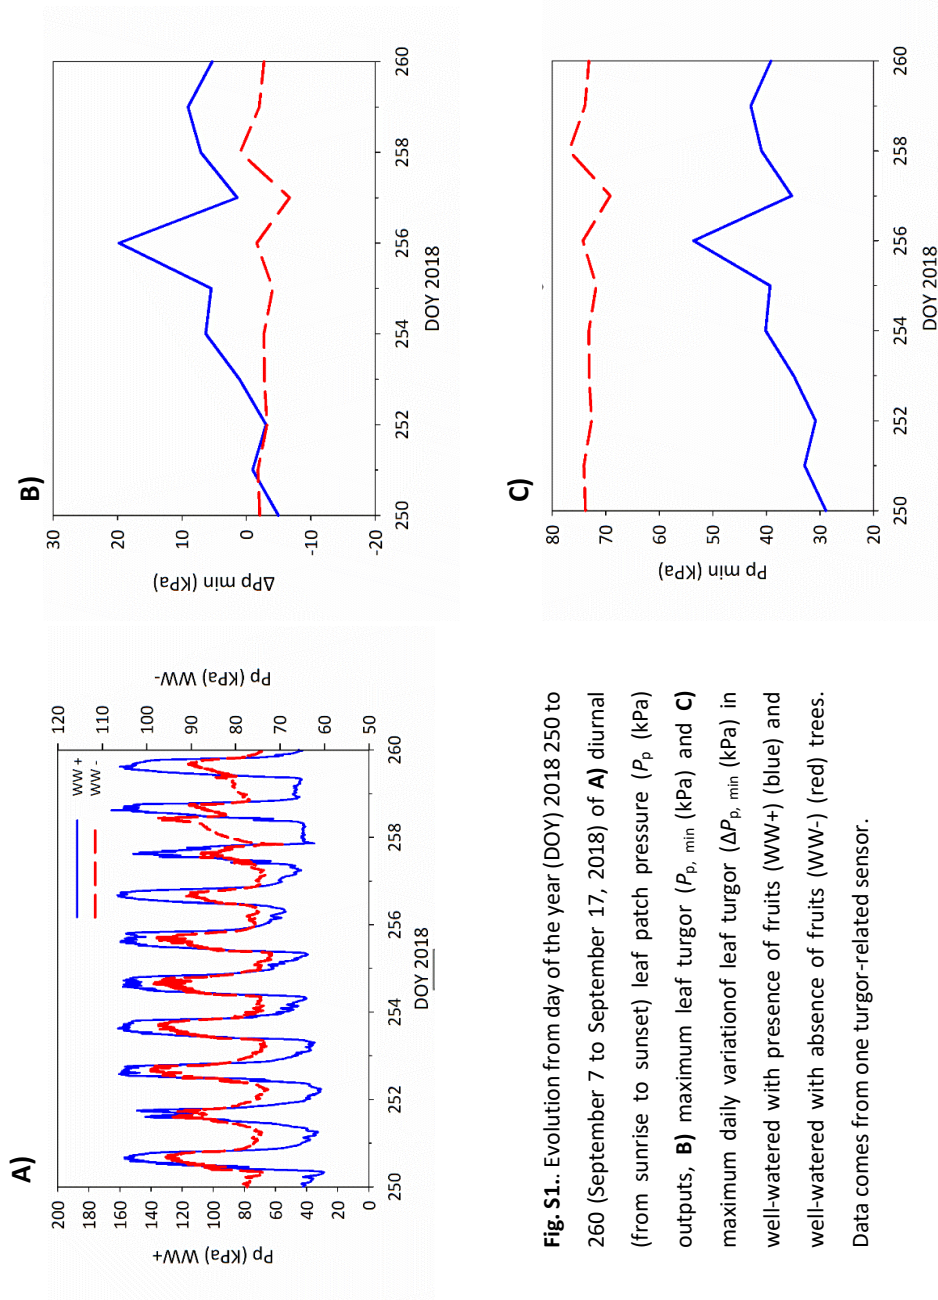 A)
200
180
160
140
120
100
80
60
40
20
0
Pp (KPa) WW+
120
110
100
90
80
70
60
50
Pp (KPa) WW-
WW +
WW -
250
252
254
256
258
260
DOY 2018
B)
30
20
10
0
-10
-20
ΔPp min (KPa)
250
252
254
256
258
260
DOY 2018
C)
80
70
60
50
40
30
20
Pp min (KPa)
250
252
254
256
258
260
DOY 2018
Fig. S1.. Evolution from day of the year (DOY) 2018 250 to
260 (September 7 to September 17, 2018) of A) diurnal
(from sunrise to sunset) leaf patch pressure (Pp (kPa)
outputs, B) maximum leaf turgor (Pp, min (kPa) and C)
maximum daily variationof leaf turgor (ΔPp, min (kPa) in
well-watered with presence of fruits (WW+) (blue) and
well-watered with absence of fruits (WW-) (red) trees.
Data comes from one turgor-related sensor.